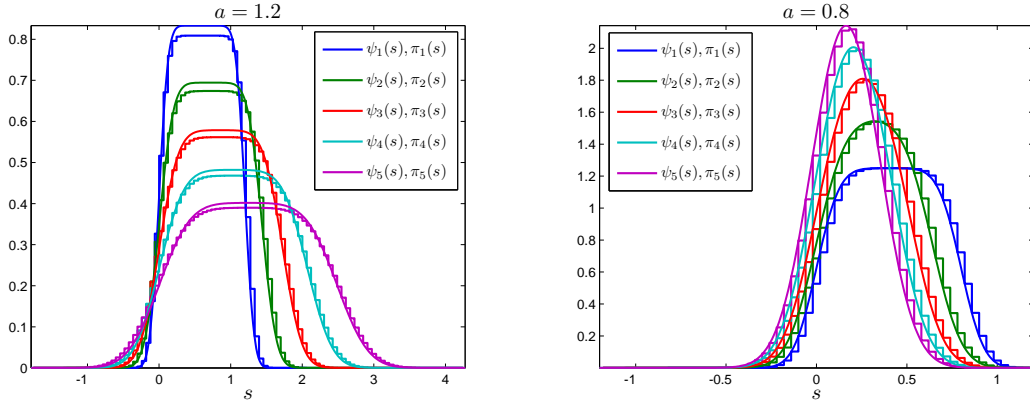 a = 1.2
0.8
0.7
0.6
0.5
0.4
0.3
0.2
0.1
0
-1
0
1
2
3
4
s
ψ₁(s), π₁(s)
ψ₂(s), π₂(s)
ψ₃(s), π₃(s)
ψ₄(s), π₄(s)
ψ₅(s), π₅(s)
a = 0.8
2
1.8
1.6
1.4
1.2
1
0.8
0.6
0.4
0.2
-1
-0.5
0
0.5
1
s
ψ₁(s), π₁(s)
ψ₂(s), π₂(s)
ψ₃(s), π₃(s)
ψ₄(s), π₄(s)
ψ₅(s), π₅(s)